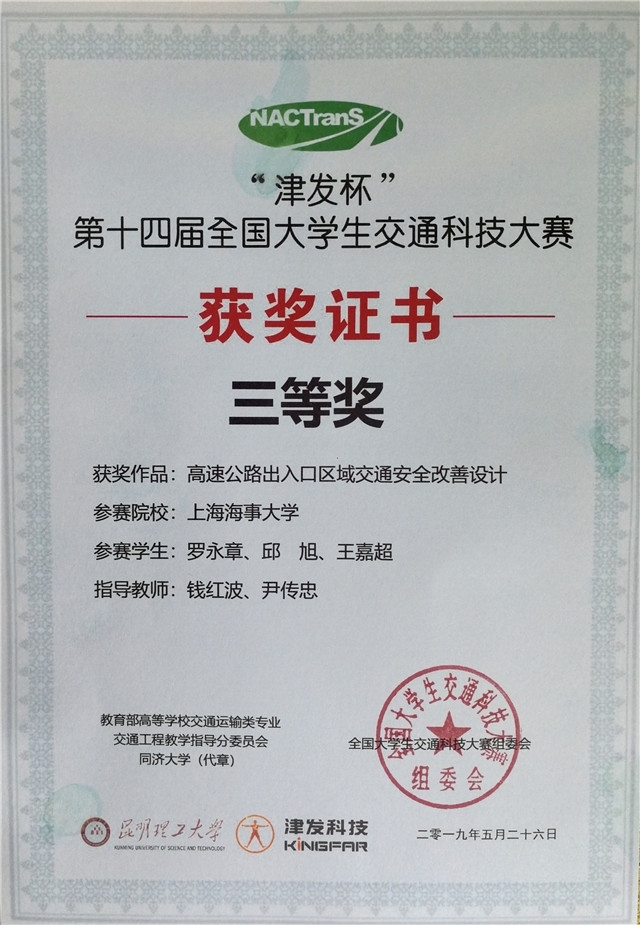 NACTranS
“津发杯”
第十四届全国大学生交通科技大赛
获奖证书
三等奖
获奖作品：高速公路出入口区域交通安全改善设计
参赛院校：上海海事大学
参赛学生：罗永章、邱　旭、王嘉超
指导教师：钱红波、尹传忠
教育部高等学校交通运输类专业
交通工程教学指导分委员会
同济大学（代章）
全国大学生交通科技大赛组委会
全国大学生交通科技大赛
组委会
昆明理工大学
KUNMING UNIVERSITY OF SCIENCE AND TECHNOLOGY
津发科技
KINGFAR
二零一九年五月二十六日